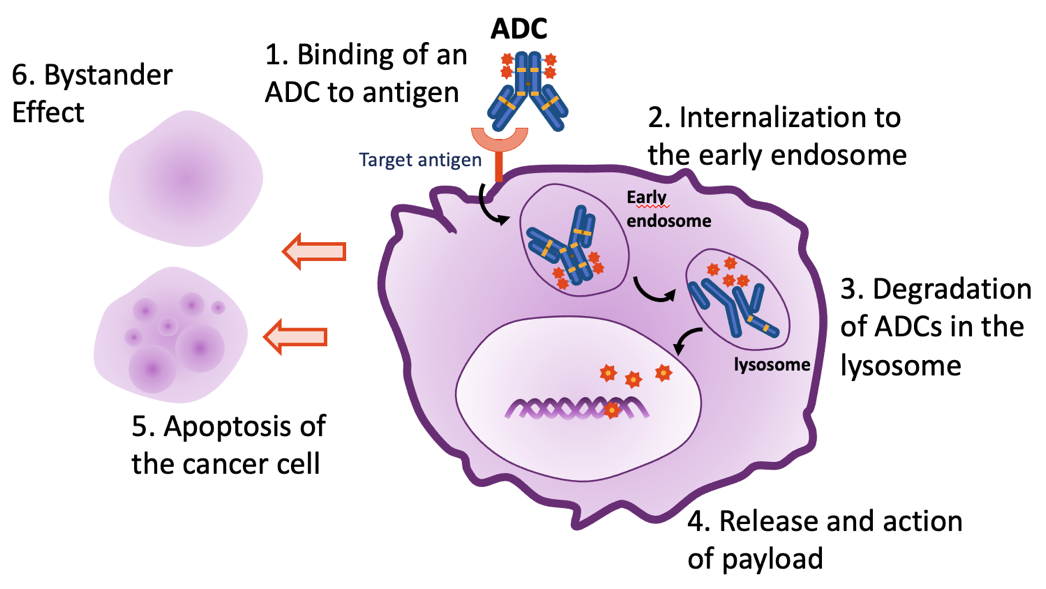 ADC
1. Binding of an
ADC to antigen
6. Bystander
Effect
2. Internalization to
the early endosome
Target antigen
Early
endosome
3. Degradation
of ADCs in the
lysosome
lysosome
5. Apoptosis of
the cancer cell
4. Release and action
of payload